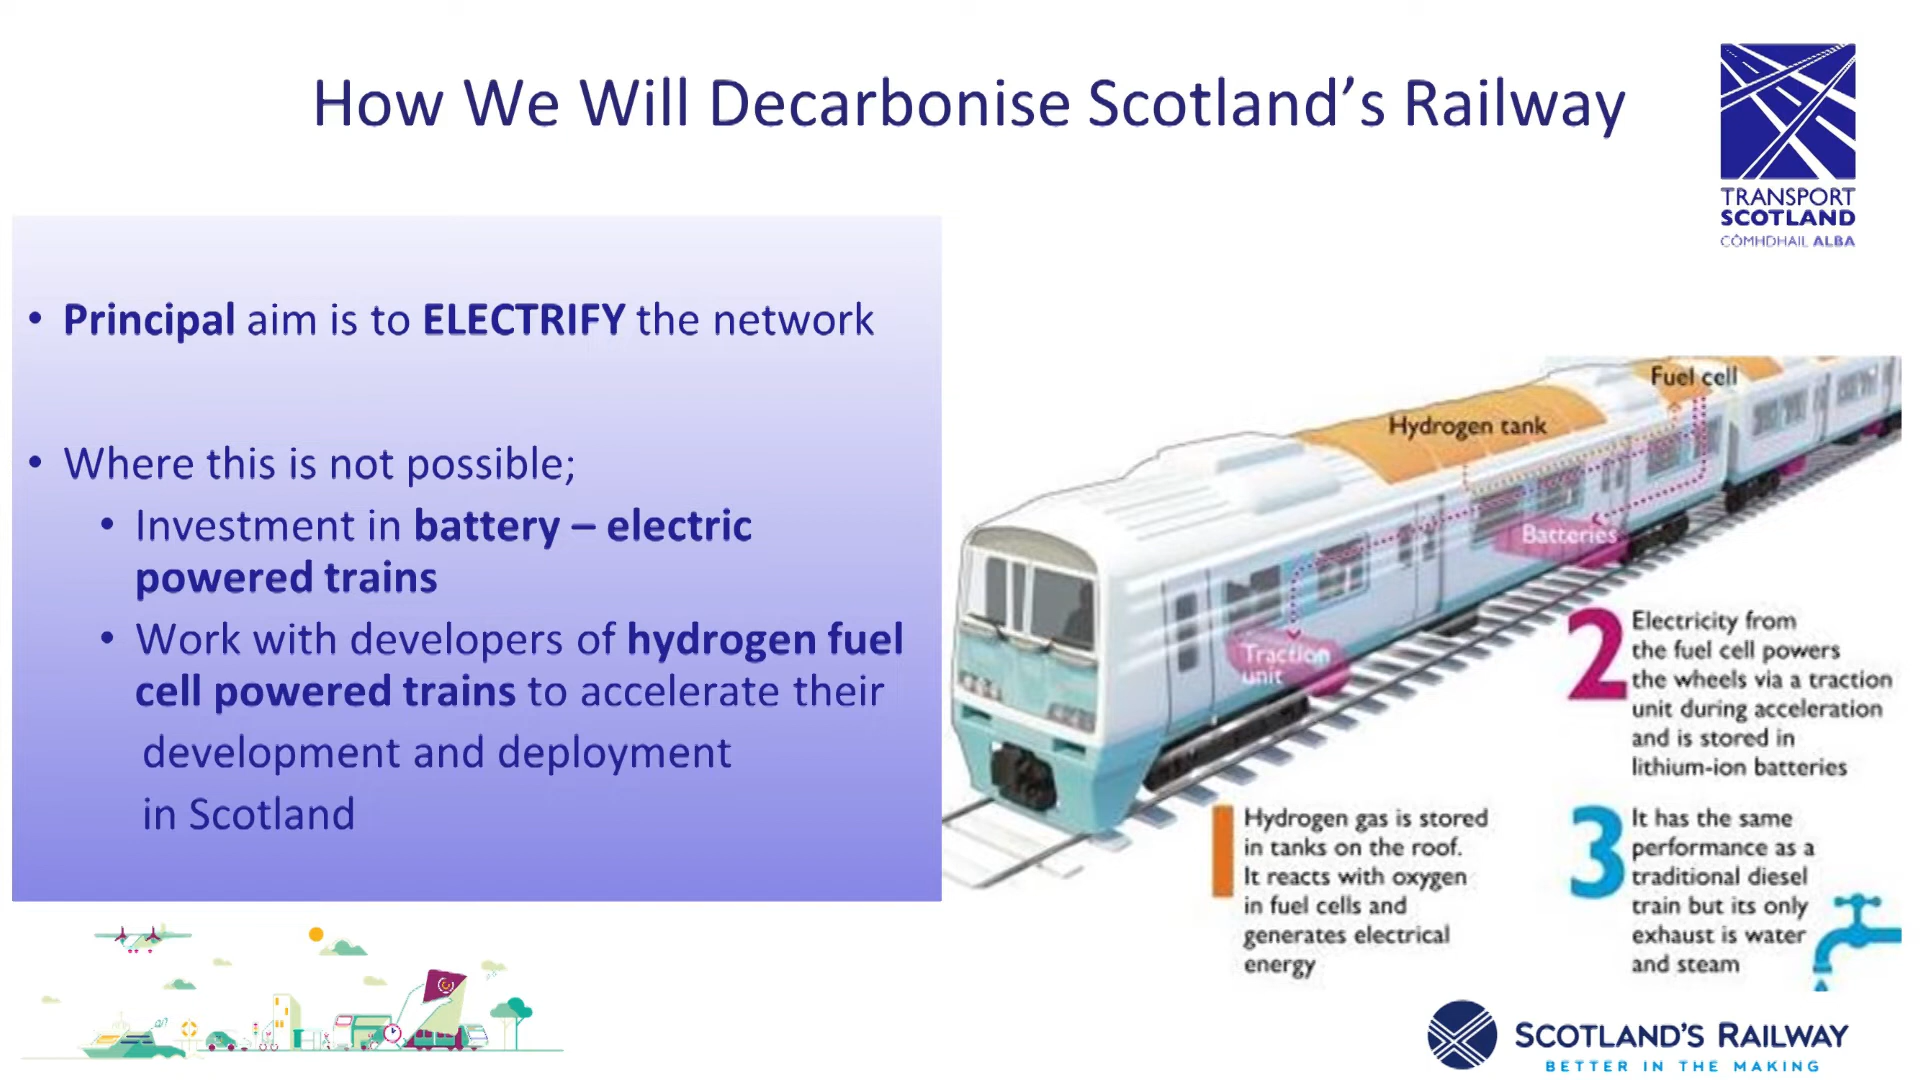 How We Will Decarbonise Scotland's Railway
TRANSPORT
SCOTLAND
CÒMHDHAIL ALBA
• Principal aim is to ELECTRIFY the network
• Where this is not possible;
• Investment in battery – electric
powered trains
• Work with developers of hydrogen fuel
cell powered trains to accelerate their
development and deployment
in Scotland
Fuel cell
Hydrogen tank
Batteries
Traction
unit
1
Hydrogen gas is stored
in tanks on the roof.
It reacts with oxygen
in fuel cells and
generates electrical
energy
2
Electricity from
the fuel cell powers
the wheels via a traction
unit during acceleration
and is stored in
lithium-ion batteries
3
It has the same
performance as a
traditional diesel
train but its only
exhaust is water
and steam
SCOTLAND'S RAILWAY
BETTER IN THE MAKING